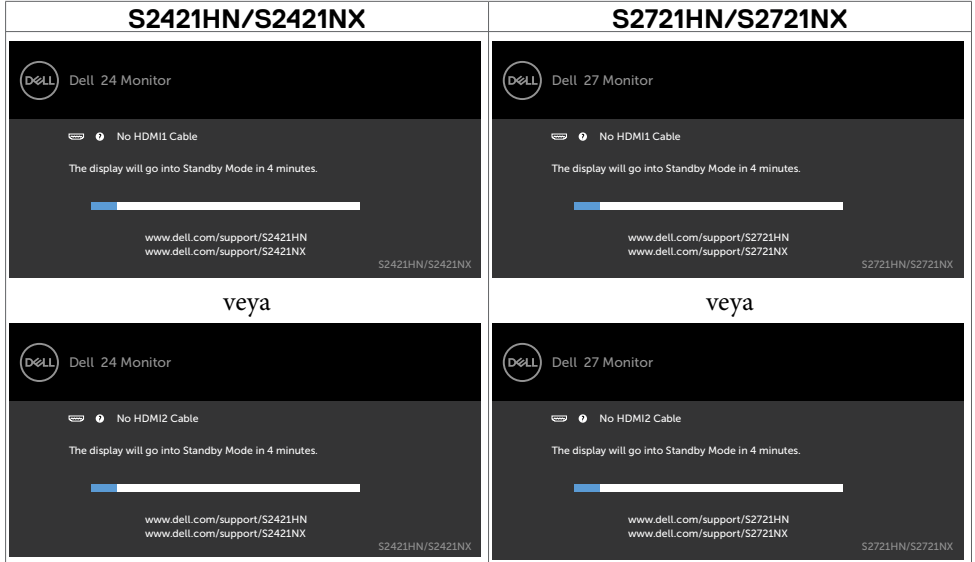 S2421HN/S2421NX
S2721HN/S2721NX
DELL
Dell 24 Monitor
No HDMI1 Cable
The display will go into Standby Mode in 4 minutes.
www.dell.com/support/S2421HN
www.dell.com/support/S2421NX
S2421HN/S2421NX
DELL
Dell 27 Monitor
No HDMI1 Cable
The display will go into Standby Mode in 4 minutes.
www.dell.com/support/S2721HN
www.dell.com/support/S2721NX
S2721HN/S2721NX
veya
veya
DELL
Dell 24 Monitor
No HDMI2 Cable
The display will go into Standby Mode in 4 minutes.
www.dell.com/support/S2421HN
www.dell.com/support/S2421NX
S2421HN/S2421NX
DELL
Dell 27 Monitor
No HDMI2 Cable
The display will go into Standby Mode in 4 minutes.
www.dell.com/support/S2721HN
www.dell.com/support/S2721NX
S2721HN/S2721NX